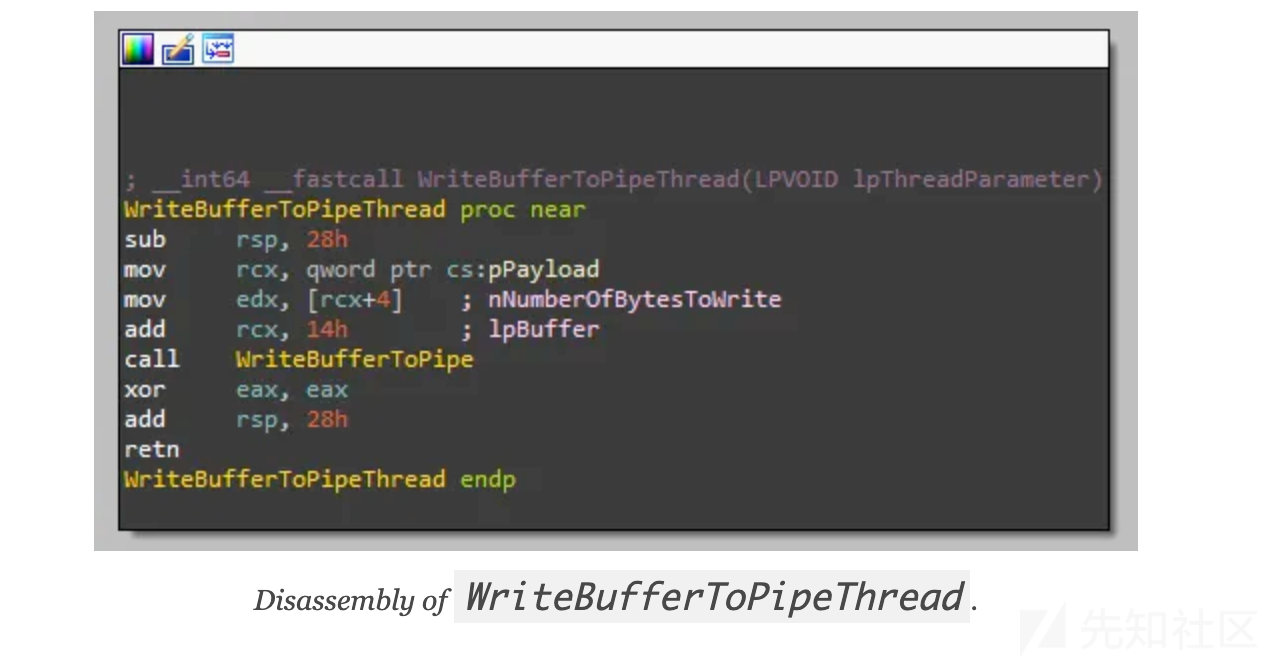 ; __int64 __fastcall WriteBufferToPipeThread(LPVOID lpThreadParameter)
WriteBufferToPipeThread proc near
sub rsp, 28h
mov rcx, qword ptr cs:pPayload
mov edx, [rcx+4] ; nNumberOfBytesToWrite
add rcx, 14h ; lpBuffer
call WriteBufferToPipe
xor eax, eax
add rsp, 28h
retn
WriteBufferToPipeThread endp
Disassembly of WriteBufferToPipeThread.
先知社区